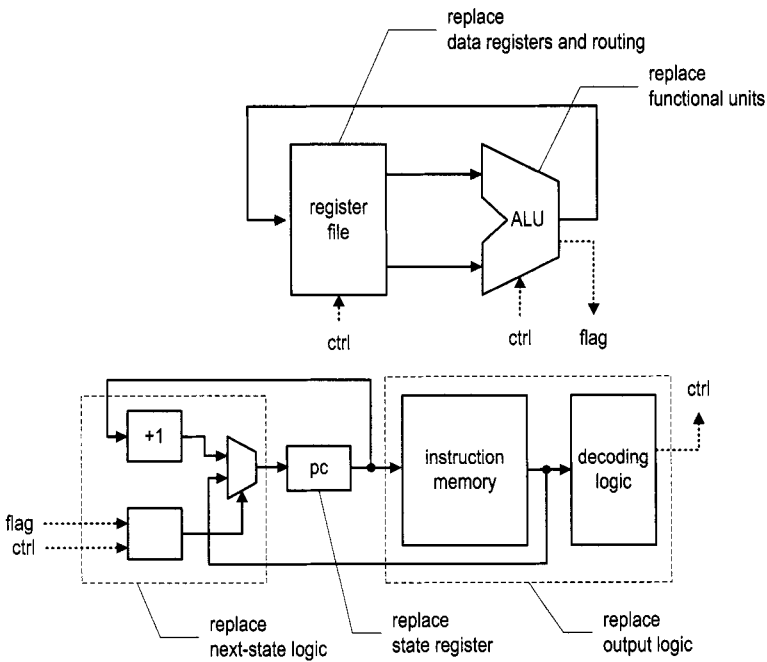 replace
data registers and routing
replace
functional units
register
file
ALU
ctrl
ctrl
flag
ctrl
+1
pc
instruction
memory
decoding
logic
flag
ctrl
replace
next-state logic
replace
state register
replace
output logic